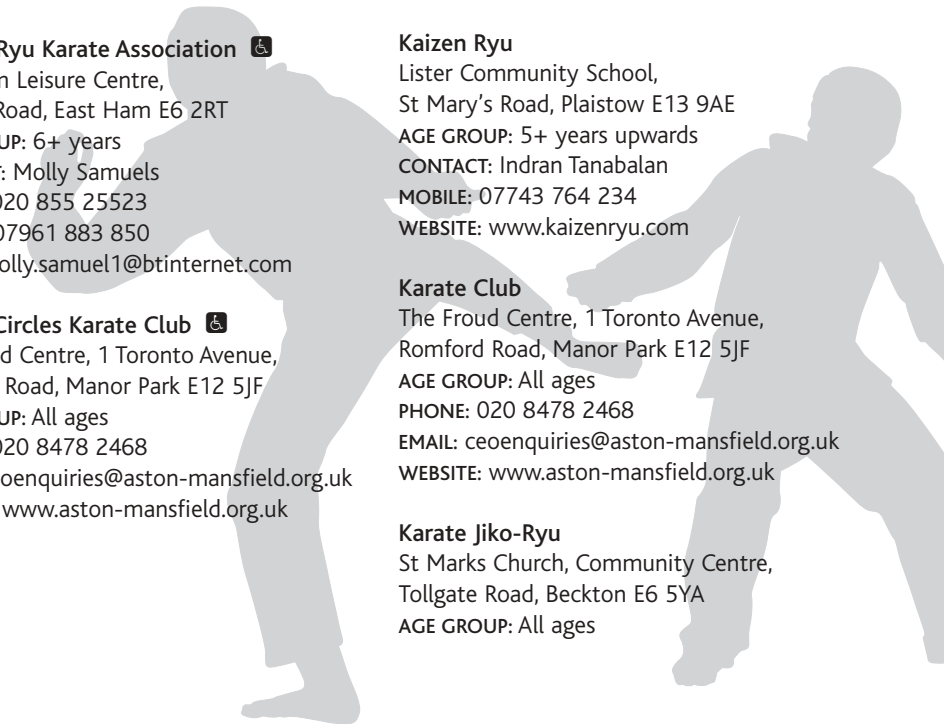 Ryu Karate Association
Leisure Centre,
Road, East Ham E6 2RT
6+ years
Molly Samuels
020 855 25523
07961 883 850
olly.samuel1@btinternet.com
Circles Karate Club
Centre, 1 Toronto Avenue,
Road, Manor Park E12 5JF
All ages
020 8478 2468
oenquiries@aston-mansfield.org.uk
www.aston-mansfield.org.uk
Kaizen Ryu
Lister Community School,
St Mary's Road, Plaistow E13 9AE
AGE GROUP: 5+ years upwards
CONTACT: Indran Tanabalan
MOBILE: 07743 764 234
WEBSITE: www.kaizenryu.com
Karate Club
The Froud Centre, 1 Toronto Avenue,
Romford Road, Manor Park E12 5JF
AGE GROUP: All ages
PHONE: 020 8478 2468
EMAIL: ceoenquiries@aston-mansfield.org.uk
WEBSITE: www.aston-mansfield.org.uk
Karate Jiko-Ryu
St Marks Church, Community Centre,
Tollgate Road, Beckton E6 5YA
AGE GROUP: All ages